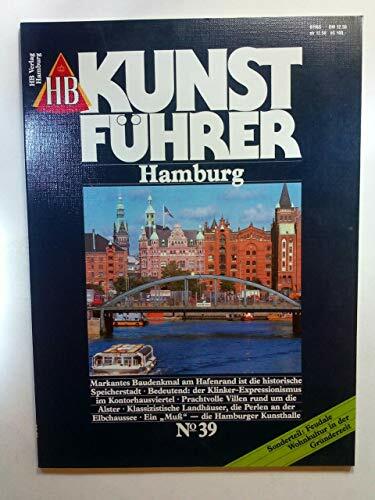 HB Verlag
Hamburg
HB
KUNST
FÜHRER
Hamburg
Markantes Baudenkmal am Hafenrand ist die historische
Speicherstadt · Bedeutend: der Klinker-Expressionismus
im Kontorhausviertel · Prachtvolle Villen rund um die
Alster · Klassizistische Landhäuser, die Perlen an der
Elbchaussee · Ein „Muß“ — die Hamburger Kunsthalle
No 39
Sonderteil: Feudale
Wohnkultur in der
Gründerzeit